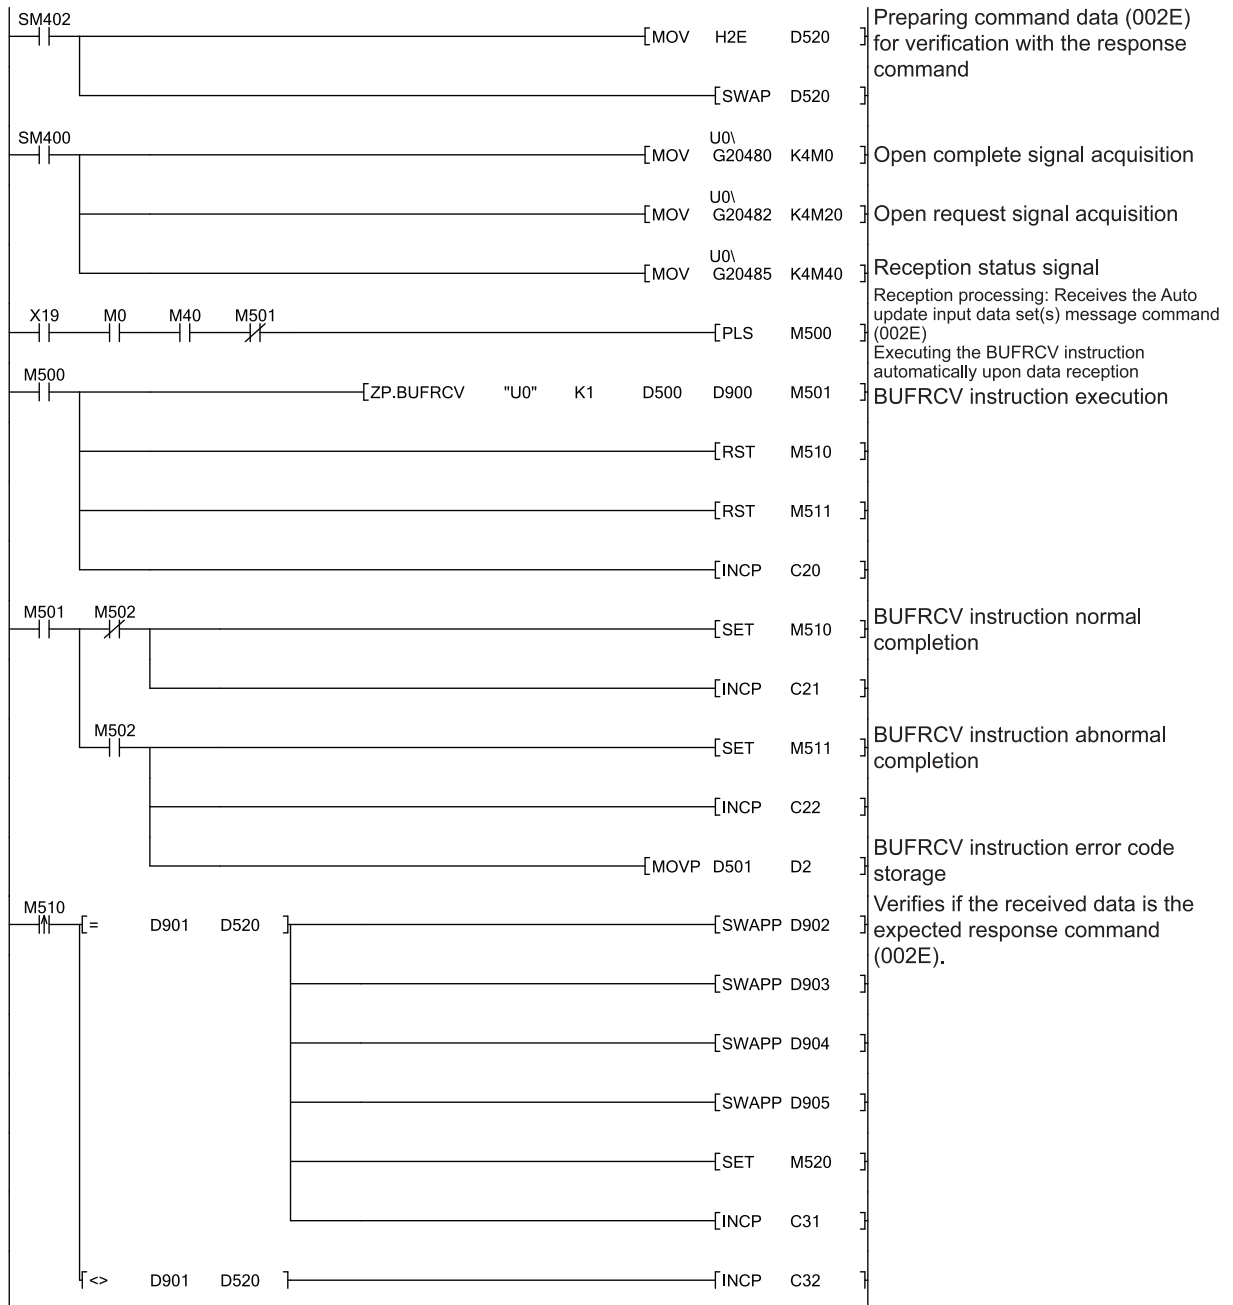 SM402
[MOV H2E D520 ]
Preparing command data (002E)
for verification with the response
command
[SWAP D520 ]
SM400
U0\
[MOV G20480 K4M0 ]
Open complete signal acquisition
U0\
[MOV G20482 K4M20 ]
Open request signal acquisition
U0\
[MOV G20485 K4M40 ]
Reception status signal
X19 M0 M40 M501
[PLS M500 ]
Reception processing: Receives the Auto
update input data set(s) message command
(002E)
Executing the BUFRCV instruction
automatically upon data reception
M500
[ZP.BUFRCV "U0" K1 D500 D900 M501 ]
BUFRCV instruction execution
[RST M510 ]
[RST M511 ]
[INCP C20 ]
M501 M502
[SET M510 ]
BUFRCV instruction normal
completion
[INCP C21 ]
M502
[SET M511 ]
BUFRCV instruction abnormal
completion
[INCP C22 ]
[MOVP D501 D2 ]
BUFRCV instruction error code
storage
M510
[= D901 D520 ]
[SWAPP D902 ]
Verifies if the received data is the
expected response command
(002E).
[SWAPP D903 ]
[SWAPP D904 ]
[SWAPP D905 ]
[SET M520 ]
[INCP C31 ]
[<> D901 D520 ]
[INCP C32 ]